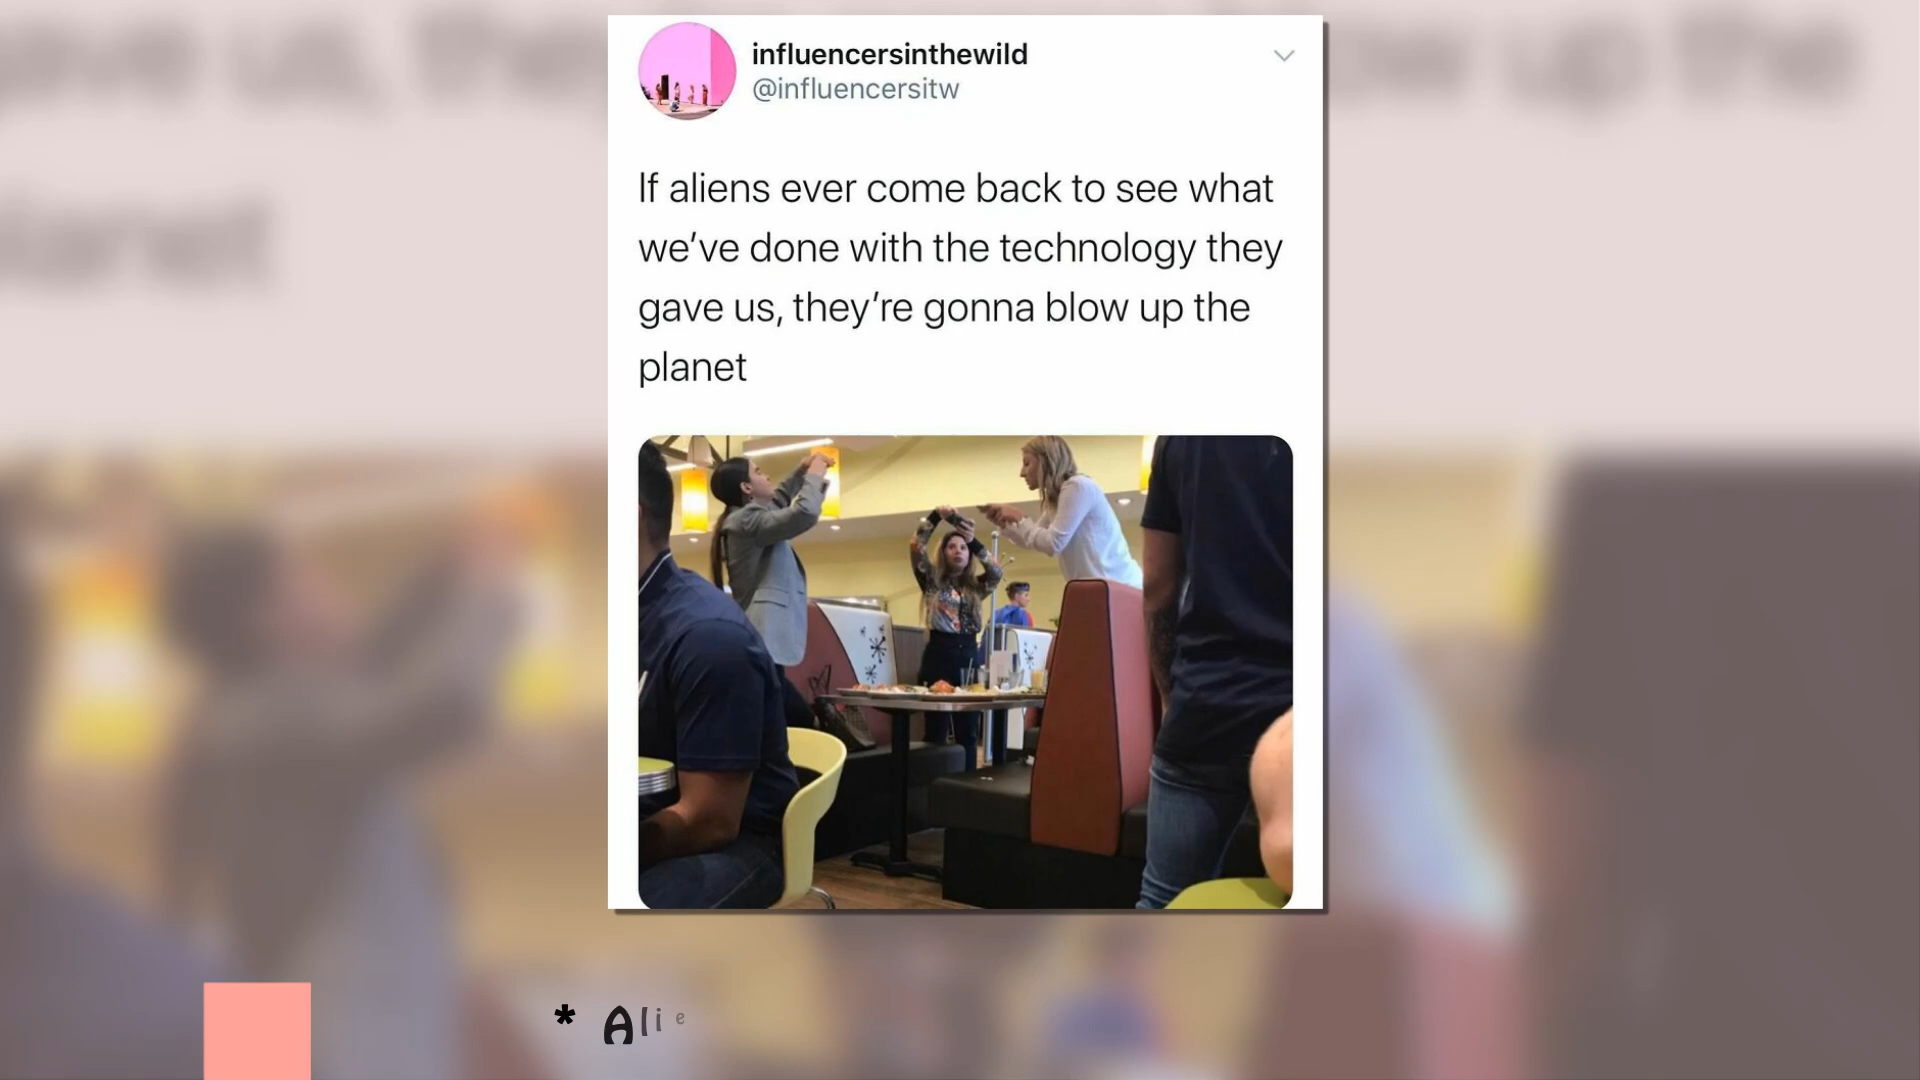 influencersinthewild
@influencersitw
If aliens ever come back to see what
we’ve done with the technology they
gave us, they’re gonna blow up the
planet
* Alie